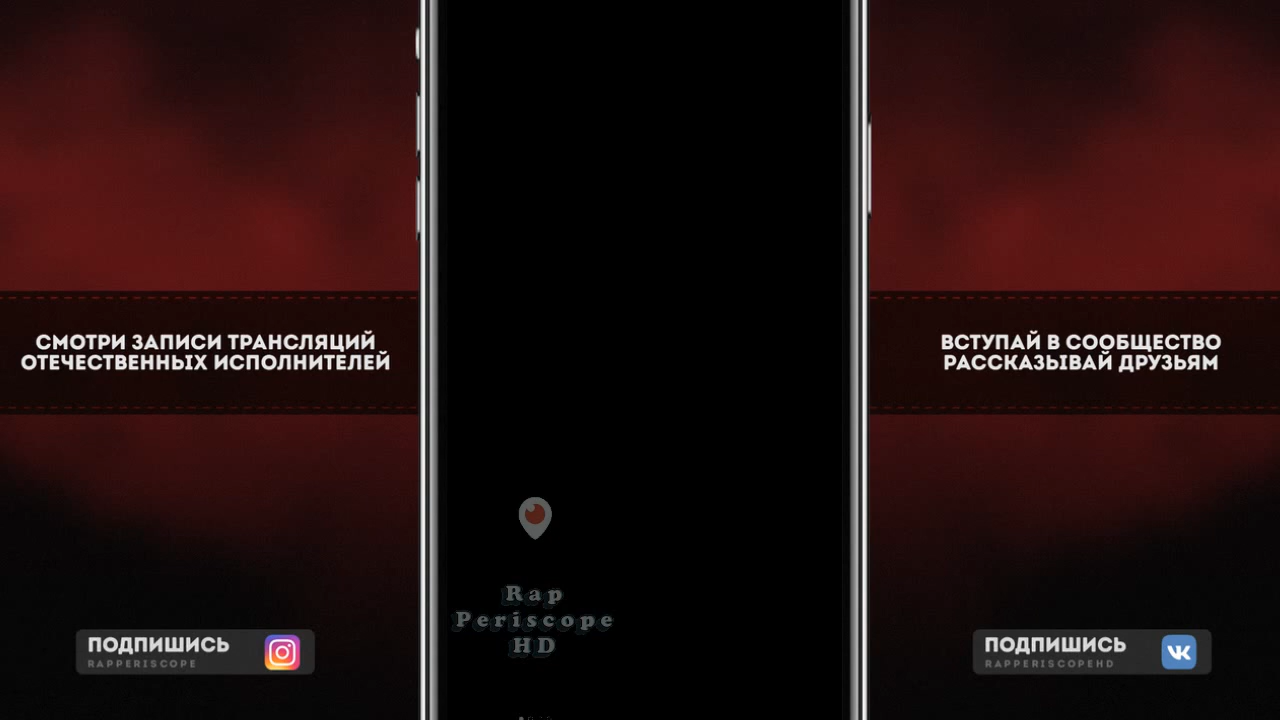 СМОТРИ ЗАПИСИ ТРАНСЛЯЦИЙ
ОТЕЧЕСТВЕННЫХ ИСПОЛНИТЕЛЕЙ
ВСТУПАЙ В СООБЩЕСТВО
РАССКАЗЫВАЙ ДРУЗЬЯМ
Rap
Periscope
HD
ПОДПИШИСЬ
RAPPERISCOPE
ПОДПИШИСЬ
RAPPERISCOPEHD